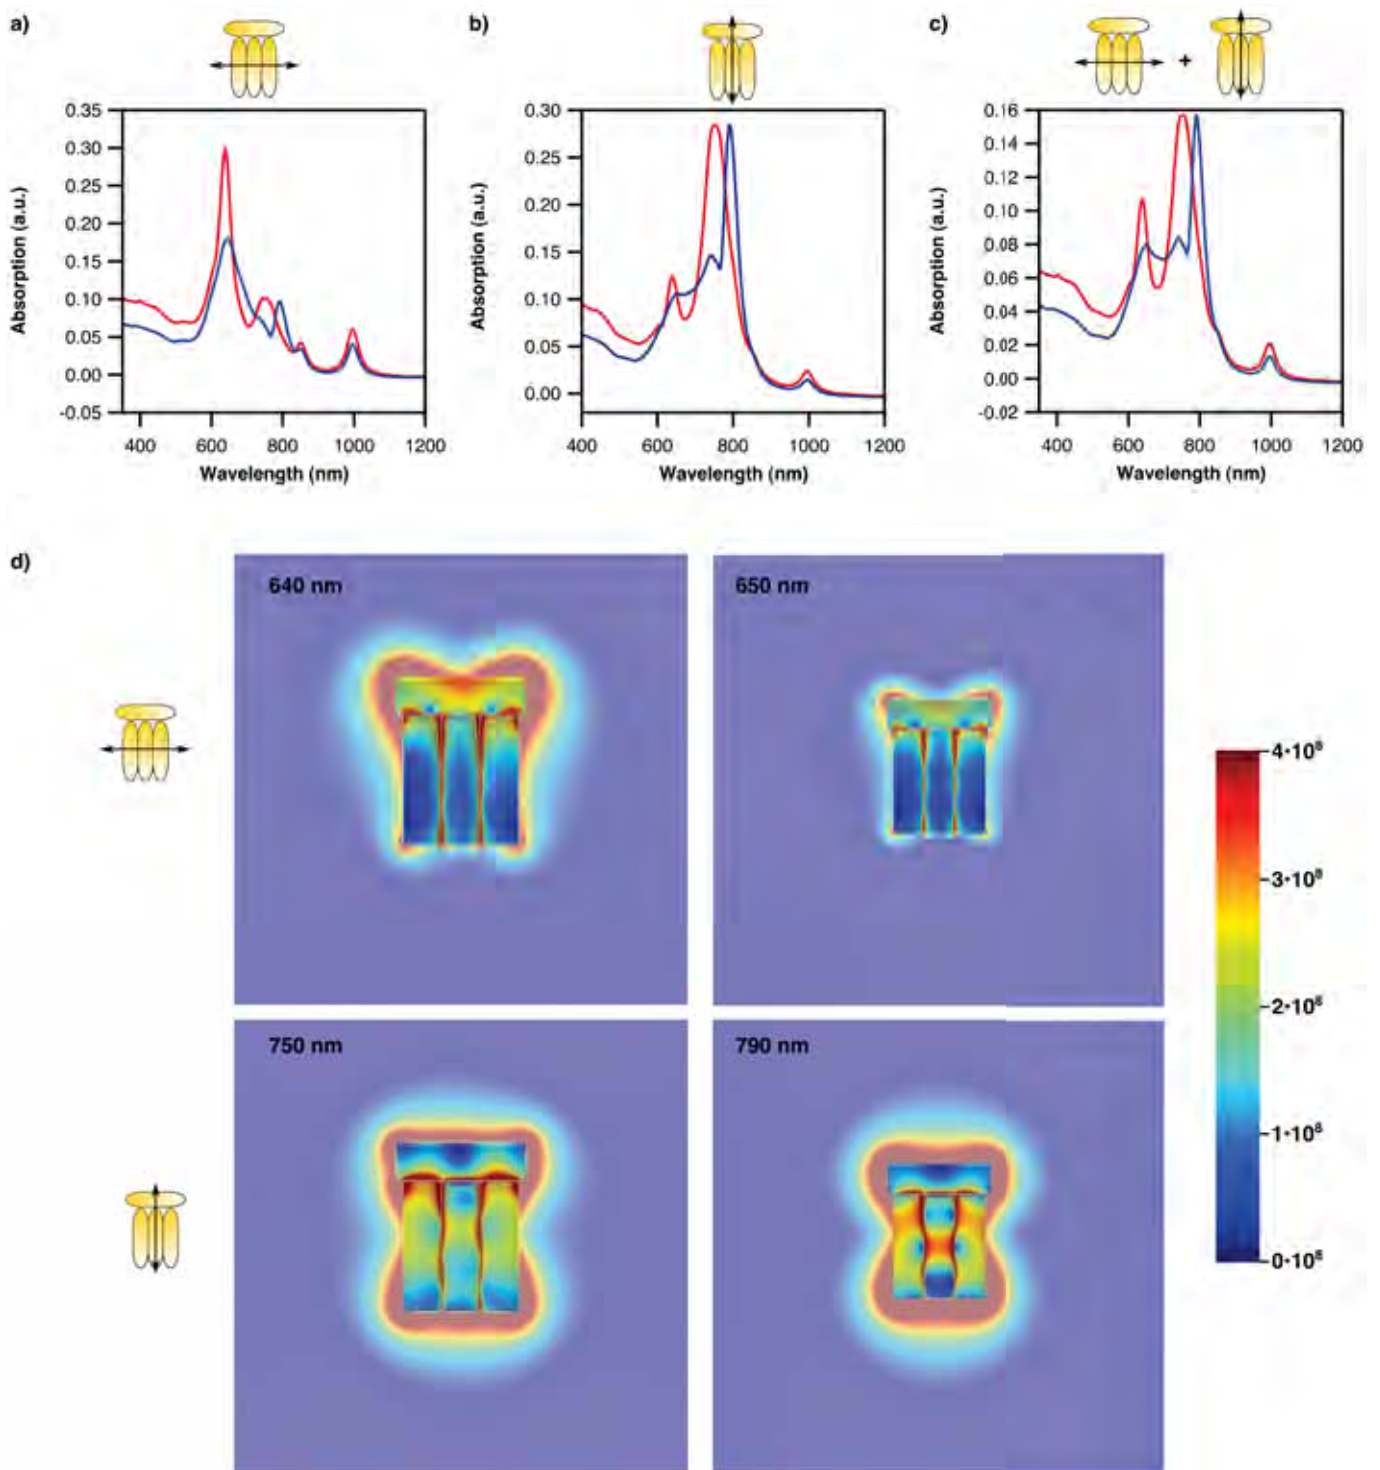 a)
b)
c)
+
0.35
0.30
0.25
0.20
0.15
0.10
0.05
0.00
-0.05
Absorption (a.u.)
400 600 800 1000 1200
Wavelength (nm)
0.30
0.25
0.20
0.15
0.10
0.05
0.00
Absorption (a.u.)
400 600 800 1000 1200
Wavelength (nm)
0.16
0.14
0.12
0.10
0.08
0.06
0.04
0.02
0.00
-0.02
Absorption (a.u.)
400 600 800 1000 1200
Wavelength (nm)
d)
640 nm
650 nm
750 nm
790 nm
4·10⁸
3·10⁸
2·10⁸
1·10⁸
0·10⁸